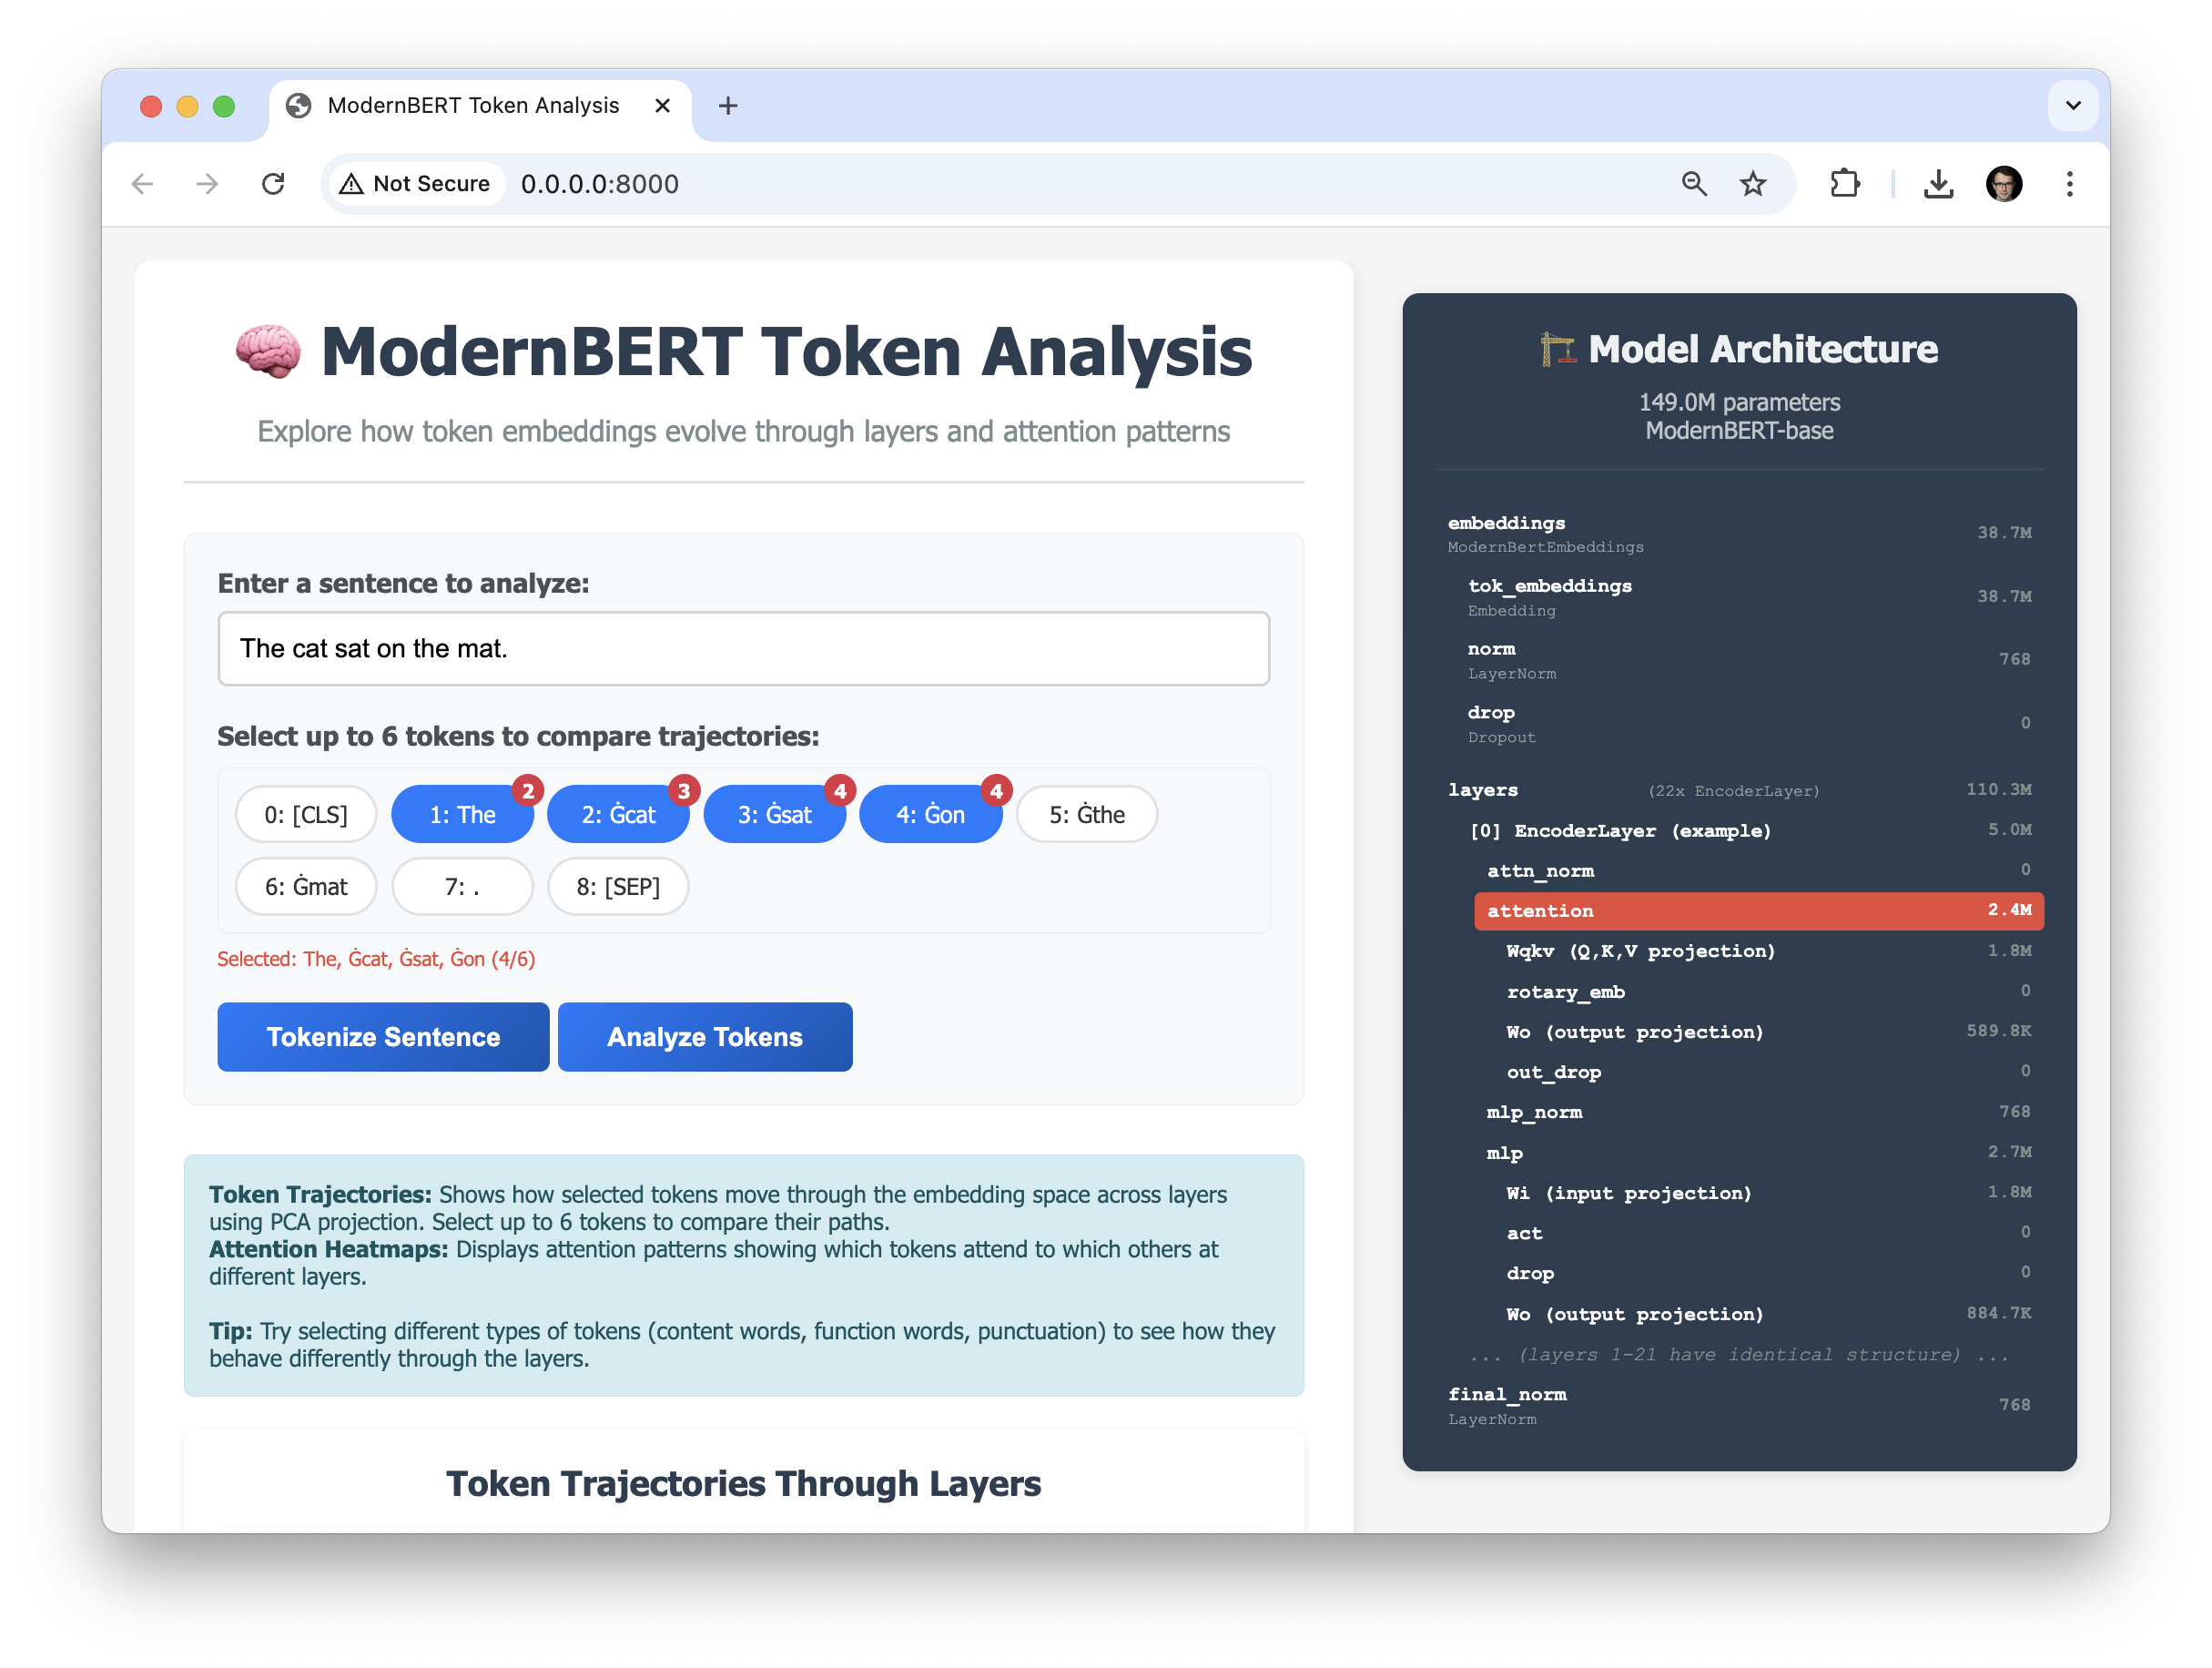 ModernBERT Token Analysis
Not Secure 0.0.0.0:8000
🧠 ModernBERT Token Analysis
Explore how token embeddings evolve through layers and attention patterns
Enter a sentence to analyze:
The cat sat on the mat.
Select up to 6 tokens to compare trajectories:
0: [CLS] 1: The 2 2: Ġcat 3 3: Ġsat 4 4: Ġon 4 5: Ġthe
6: Ġmat 7: . 8: [SEP]
Selected: The, Ġcat, Ġsat, Ġon (4/6)
Tokenize Sentence Analyze Tokens
Token Trajectories: Shows how selected tokens move through the embedding space across layers
using PCA projection. Select up to 6 tokens to compare their paths.
Attention Heatmaps: Displays attention patterns showing which tokens attend to which others at
different layers.
Tip: Try selecting different types of tokens (content words, function words, punctuation) to see how they
behave differently through the layers.
Token Trajectories Through Layers
🏗️ Model Architecture
149.0M parameters
ModernBERT-base
embeddings 38.7M
ModernBertEmbeddings
tok_embeddings 38.7M
Embedding
norm 768
LayerNorm
drop 0
Dropout
layers (22x EncoderLayer) 110.3M
[0] EncoderLayer (example) 5.0M
attn_norm 0
attention 2.4M
Wqkv (Q,K,V projection) 1.8M
rotary_emb 0
Wo (output projection) 589.8K
out_drop 0
mlp_norm 768
mlp 2.7M
Wi (input projection) 1.8M
act 0
drop 0
Wo (output projection) 884.7K
... (layers 1-21 have identical structure) ...
final_norm 768
LayerNorm